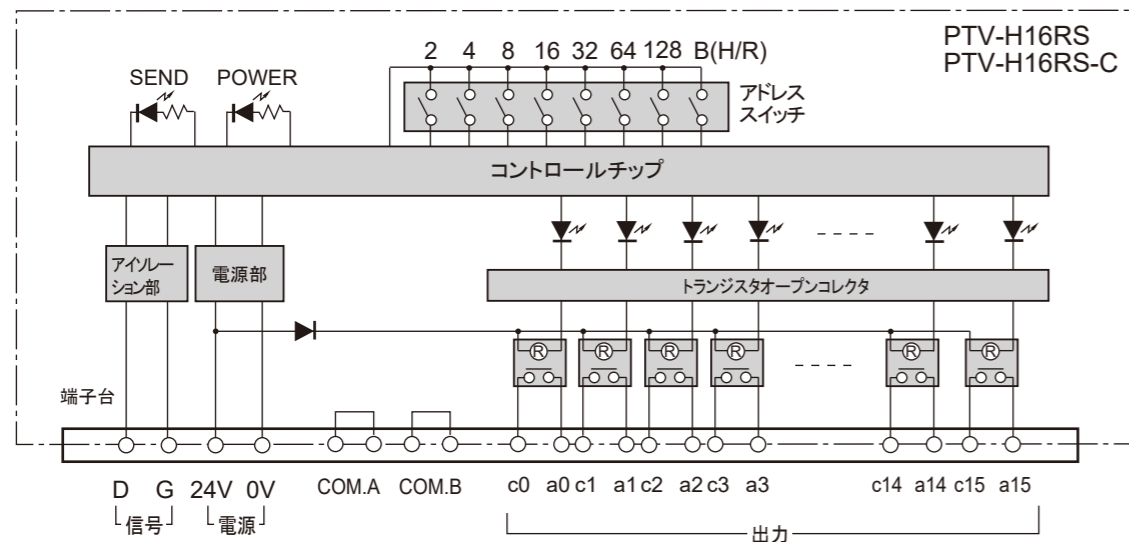 PTV-H16RS
PTV-H16RS-C
2 4 8 16 32 64 128 B(H/R)
SEND POWER
アドレス
スイッチ
コントロールチップ
アイソレー
ション部
電源部
トランジスタオープンコレクタ
R R R R R R
端子台
D G 24V 0V COM.A COM.B c0 a0 c1 a1 c2 a2 c3 a3 c14 a14 c15 a15
信号 電源 出力